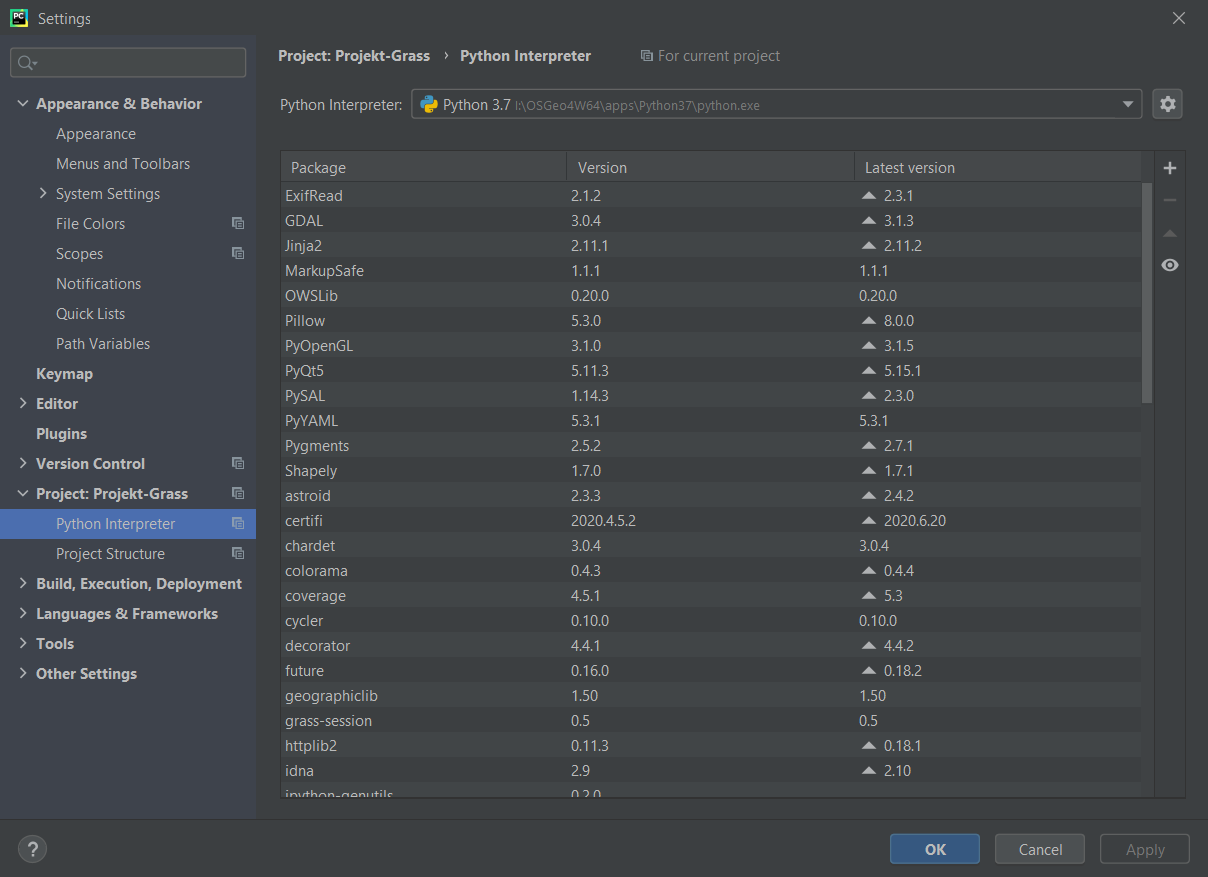 PC
Settings
Appearance & Behavior
Appearance
Menus and Toolbars
System Settings
File Colors
Scopes
Notifications
Quick Lists
Path Variables
Keymap
Editor
Plugins
Version Control
Project: Projekt-Grass
Python Interpreter
Project Structure
Build, Execution, Deployment
Languages & Frameworks
Tools
Other Settings
Project: Projekt-Grass › Python Interpreter For current project
Python Interpreter: Python 3.7 I:\OSGeo4W64\apps\Python37\python.exe
Package Version Latest version
ExifRead 2.1.2 2.3.1
GDAL 3.0.4 3.1.3
Jinja2 2.11.1 2.11.2
MarkupSafe 1.1.1 1.1.1
OWSLib 0.20.0 0.20.0
Pillow 5.3.0 8.0.0
PyOpenGL 3.1.0 3.1.5
PyQt5 5.11.3 5.15.1
PySAL 1.14.3 2.3.0
PyYAML 5.3.1 5.3.1
Pygments 2.5.2 2.7.1
Shapely 1.7.0 1.7.1
astroid 2.3.3 2.4.2
certifi 2020.4.5.2 2020.6.20
chardet 3.0.4 3.0.4
colorama 0.4.3 0.4.4
coverage 4.5.1 5.3
cycler 0.10.0 0.10.0
decorator 4.4.1 4.4.2
future 0.16.0 0.18.2
geographiclib 1.50 1.50
grass-session 0.5 0.5
httplib2 0.11.3 0.18.1
idna 2.9 2.10
ipython-genutils 0.2.0
? OK Cancel Apply